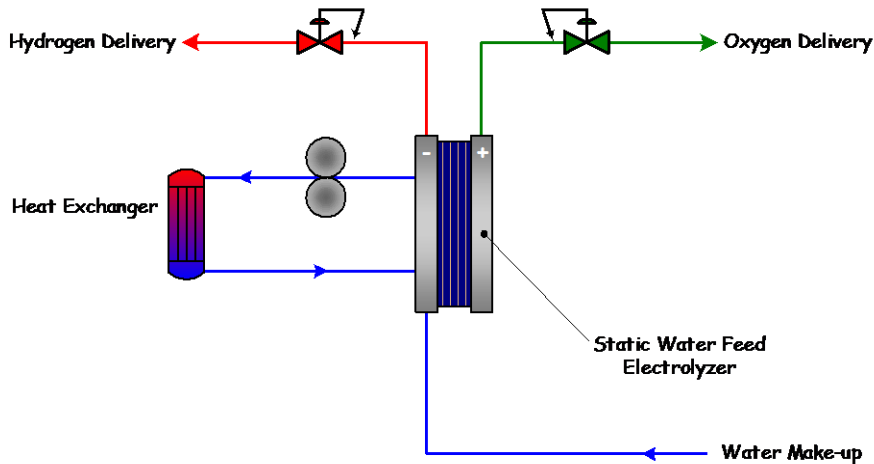 Hydrogen Delivery
Oxygen Delivery
- +
Heat Exchanger
Static Water Feed
Electrolyzer
Water Make-up